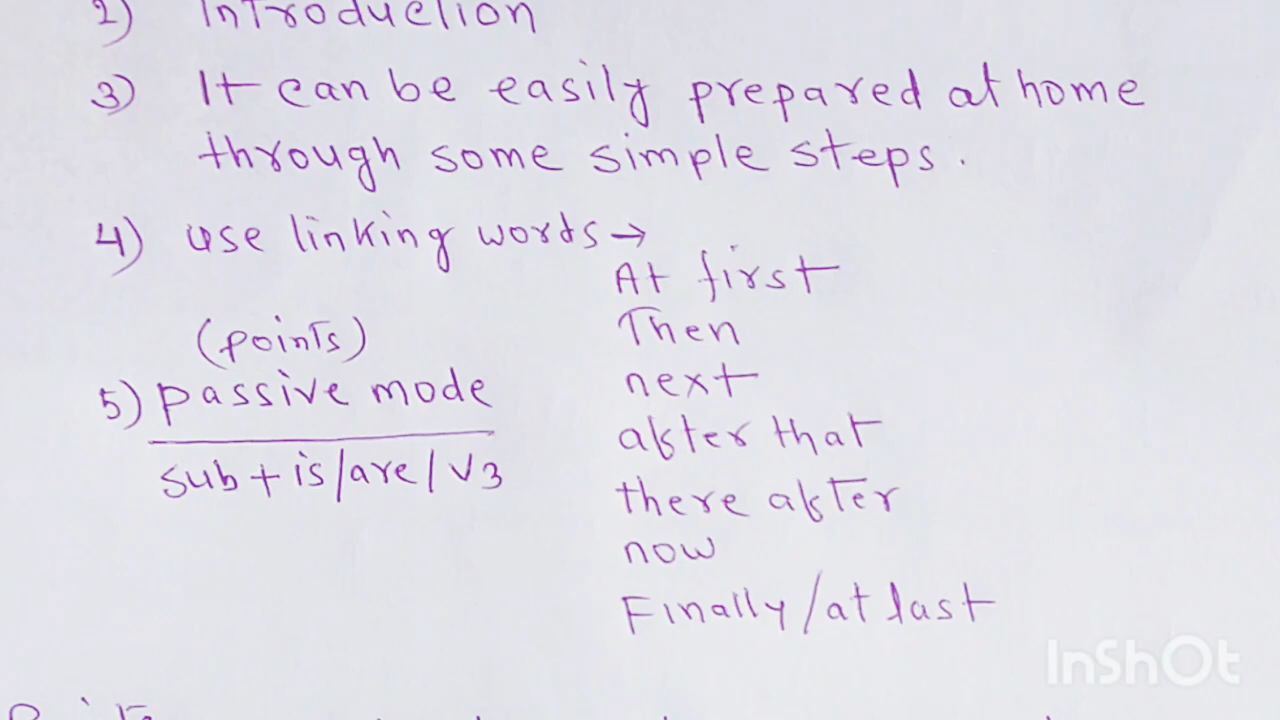 2) Introduction
3) It can be easily prepared at home
through some simple steps.
4) use linking words →
At first
Then
(points)
next
5) passive mode
after that
sub + is/are/V3
there after
now
Finally/at last
InShOt